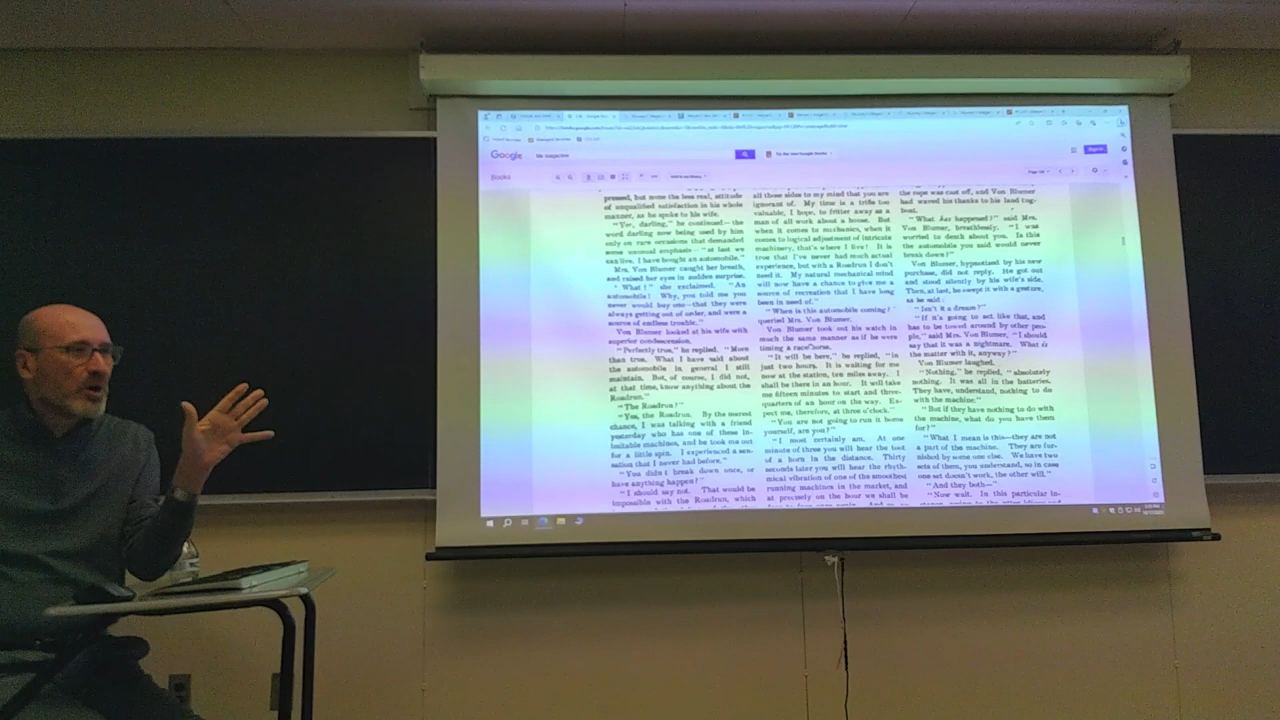 Google
life magazine
Try the new Google Books
Sign in
Books
Add to my library
pressed, but none the less real, attitude
of unqualified satisfaction in his whole
manner, as he spoke to his wife.
"Yes, darling," he continued—the
word darling now being used by him
only on rare occasions that demanded
some unusual emphasis—"at last we
can live. I have bought an automobile."
Mrs. Von Blumer caught her breath,
and raised her eyes in sudden surprise.
"What!" she exclaimed. "An
automobile! Why, you told me you
never would buy one—that they were
always getting out of order, and were a
source of endless trouble."
Von Blumer looked at his wife with
superior condescension.
"Perfectly true," he replied. "More
than true. What I have said about
the automobile in general I still
maintain. But, of course, I did not,
at that time, know anything about the
Roadrun."
"The Roadrun?"
"Yes, the Roadrun. By the merest
chance, I was talking with a friend
yesterday who has one of these in-
imitable machines, and he took me out
for a little spin. I experienced a sen-
sation that I never had before."
"You didn't break down once, or
have anything happen?"
"I should say not. That would be
impossible with the Roadrun, which
all those sides to my mind that you are
ignorant of. My time is a trifle too
valuable, I hope, to fritter away as a
man of all work about a house. But
when it comes to mechanics, when it
comes to logical adjustment of intricate
machinery, that's where I live! It is
true that I've never had much actual
experience, but with a Roadrun I don't
need it. My natural mechanical mind
will now have a chance to give me a
source of recreation that I have long
been in need of."
"When is this automobile coming?"
queried Mrs. Von Blumer.
Von Blumer took out his watch in
much the same manner as if he were
timing a racehorse.
"It will be here," he replied, "in
just two hours. It is waiting for me
now at the station, ten miles away. I
shall be there in an hour. It will take
me fifteen minutes to start and three-
quarters of an hour on the way. Ex-
pect me, therefore, at three o'clock."
"You are not going to run it home
yourself, are you?"
"I most certainly am. At one
minute of three you will hear the toot
of a horn in the distance. Thirty
seconds later you will hear the rhyth-
mical vibration of one of the smoothest
running machines in the market, and
at precisely on the hour we shall be
the rope was cast off, and Von Blumer
had waved his thanks to his land tug-
boat.
"What has happened?" said Mrs.
Von Blumer, breathlessly. "I was
worried to death about you. Is this
the automobile you said would never
break down?"
Von Blumer, hypnotized by his new
purchase, did not reply. He got out
and stood silently by his wife's side.
Then, at last, he swept it with a gesture,
as he said:
"Isn't it a dream?"
"If it's going to act like that, and
has to be towed around by other peo-
ple," said Mrs. Von Blumer, "I should
say that it was a nightmare. What is
the matter with it, anyway?"
Von Blumer laughed.
"Nothing," he replied, "absolutely
nothing. It was all in the batteries.
They have, understand, nothing to do
with the machine."
"But if they have nothing to do with
the machine, what do you have them
for?"
"What I mean is this—they are not
a part of the machine. They are fur-
nished by some one else. We have two
sets of them, you understand, so in case
one set doesn't work, the other will."
"And they both—"
"Now wait. In this particular in-